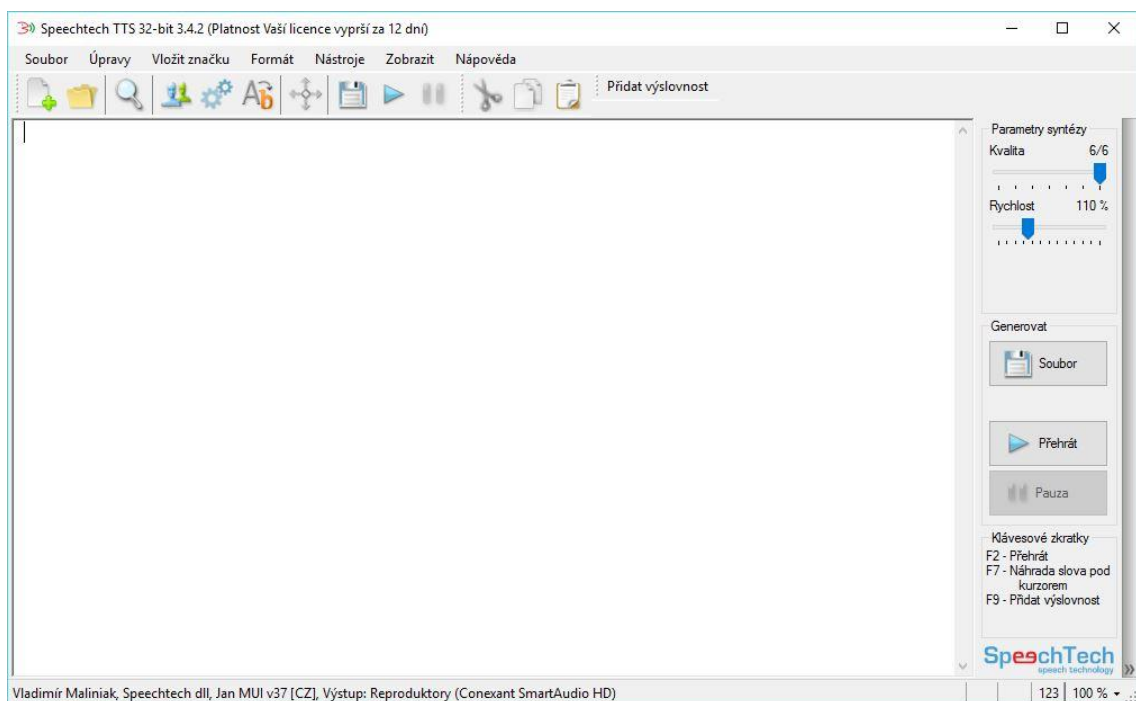 Speechtech TTS 32-bit 3.4.2 (Platnost Vaší licence vyprší za 12 dní)
Soubor Úpravy Vložit značku Formát Nástroje Zobrazit Nápověda
Přidat výslovnost
Parametry syntézy
Kvalita 6/6
Rychlost 110 %
Generovat
Soubor
Přehrát
Pauza
Klávesové zkratky
F2 - Přehrát
F7 - Náhrada slova pod
kurzorem
F9 - Přidat výslovnost
SpeechTech
speech technology
Vladimír Maliniak, Speechtech dll, Jan MUI v37 [CZ], Výstup: Reproduktory (Conexant SmartAudio HD) 123 100 %